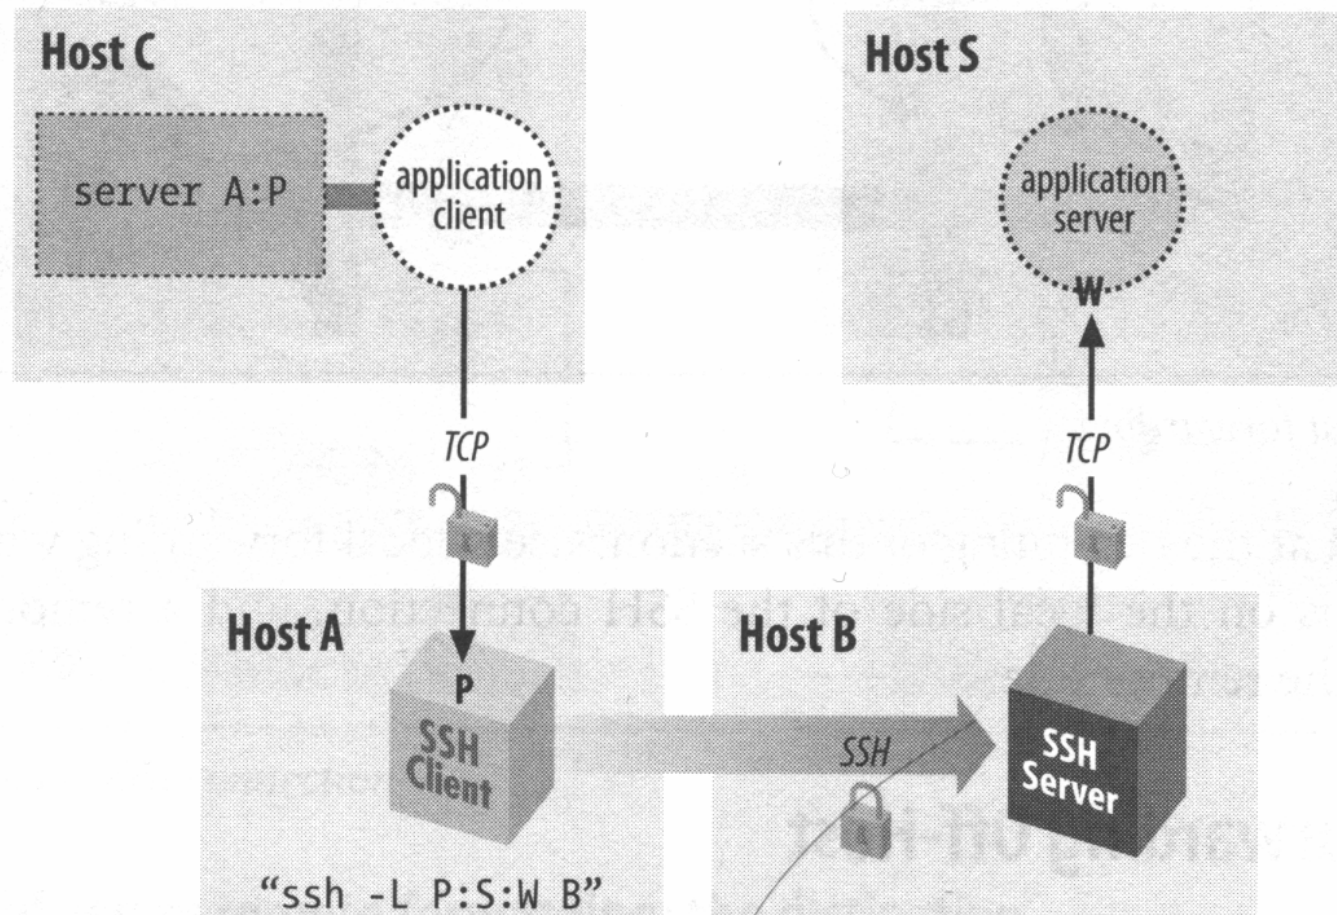 Host C
server A:P
application
client
Host S
application
server
W
TCP
TCP
Host A
P
SSH
Client
"ssh -L P:S:W B"
Host B
SSH
SSH
Server